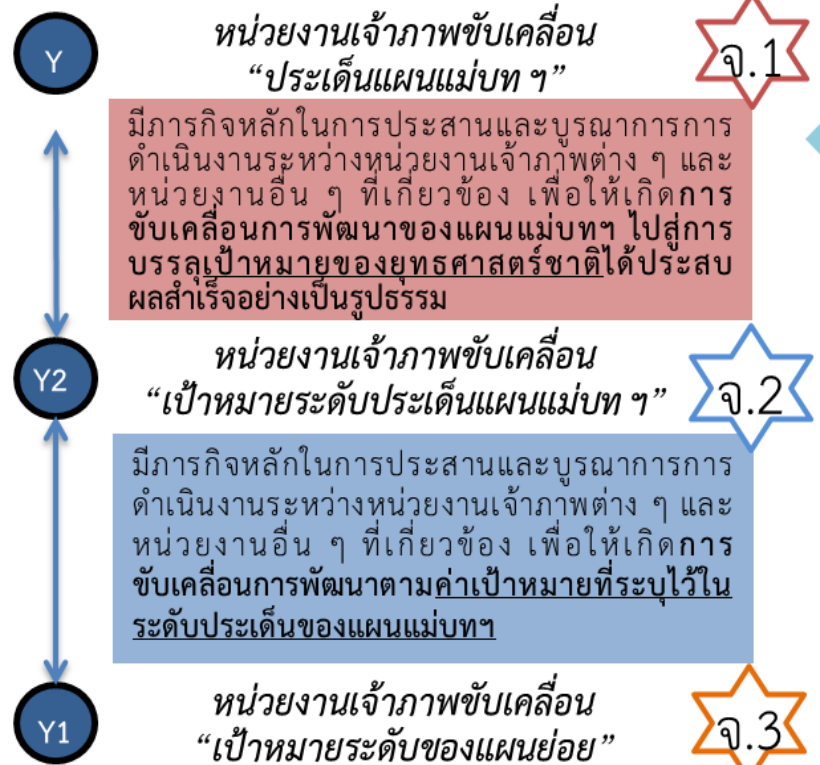 Y
หน่วยงานเจ้าภาพขับเคลื่อน
“ประเด็นแผนแม่บท ฯ”
จ.1
มีภารกิจหลักในการประสานและบูรณาการการ
ดำเนินงานระหว่างหน่วยงานเจ้าภาพต่าง ๆ และ
หน่วยงานอื่น ๆ ที่เกี่ยวข้อง เพื่อให้เกิดการ
ขับเคลื่อนการพัฒนาของแผนแม่บทฯ ไปสู่การ
บรรลุเป้าหมายของยุทธศาสตร์ชาติได้ประสบ
ผลสำเร็จอย่างเป็นรูปธรรม
Y2
หน่วยงานเจ้าภาพขับเคลื่อน
“เป้าหมายระดับประเด็นแผนแม่บท ฯ”
จ.2
มีภารกิจหลักในการประสานและบูรณาการการ
ดำเนินงานระหว่างหน่วยงานเจ้าภาพต่าง ๆ และ
หน่วยงานอื่น ๆ ที่เกี่ยวข้อง เพื่อให้เกิดการ
ขับเคลื่อนการพัฒนาตามค่าเป้าหมายที่ระบุไว้ใน
ระดับประเด็นของแผนแม่บทฯ
Y1
หน่วยงานเจ้าภาพขับเคลื่อน
“เป้าหมายระดับของแผนย่อย”
จ.3